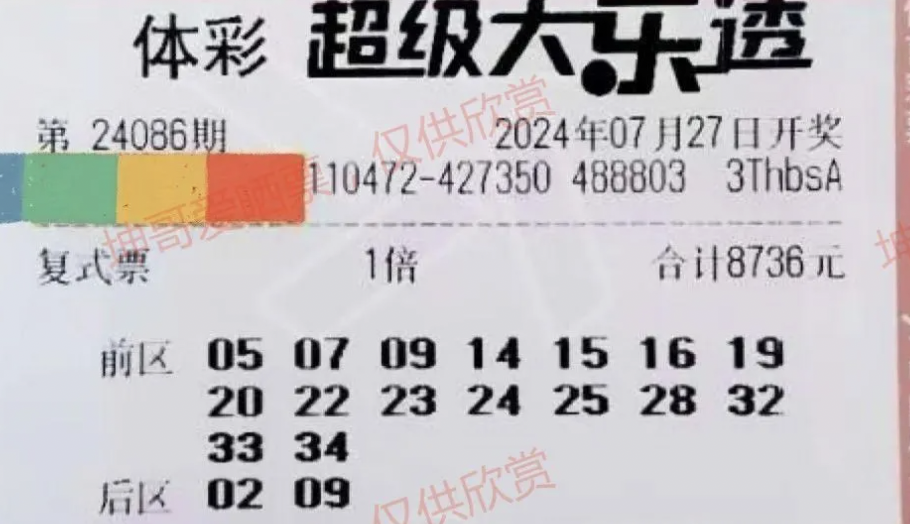 体彩 超级大乐透
第 24086期 2024年07月27日开奖
110472-427350 488803 3ThbsA
复式票 1倍 合计8736元
前区 05 07 09 14 15 16 19
20 22 23 24 25 28 32
33 34
后区 02 09
仅供欣赏
坤哥爱晒票
仅供欣赏
坤